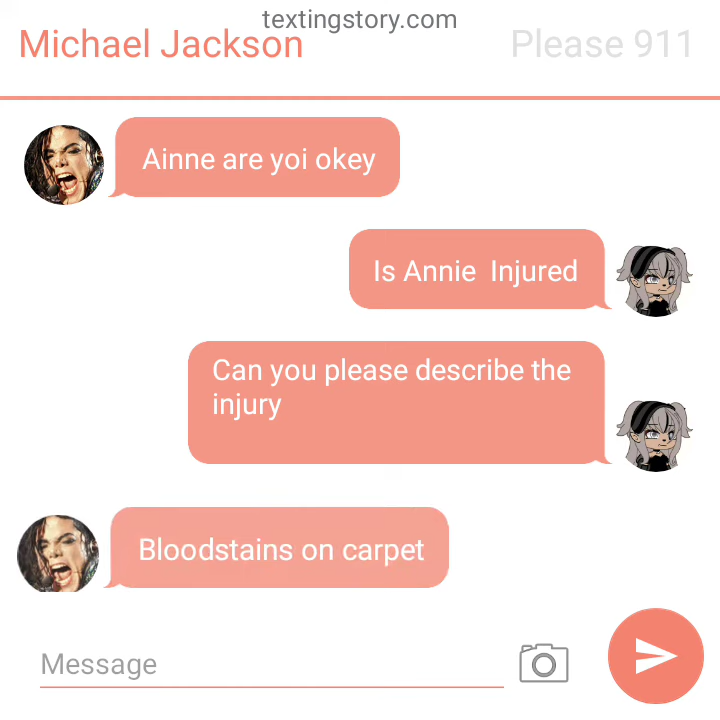 textingstory.com
Michael Jackson
Please 911
Ainne are yoi okey
Is Annie  Injured
Can you please describe the
injury
Bloodstains on carpet
Message